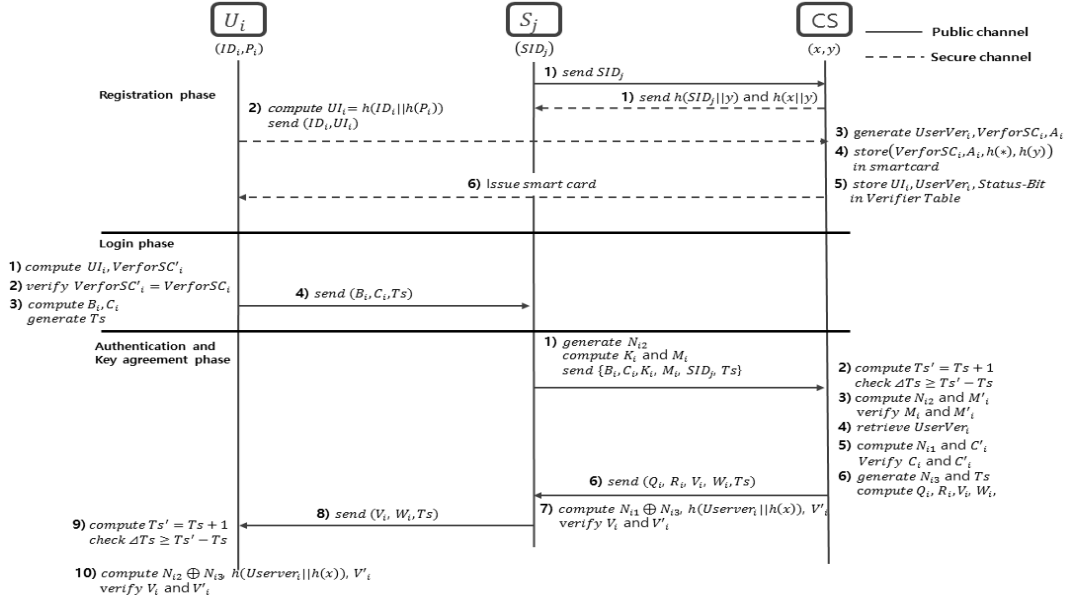 U_i
S_j
CS
(ID_i,P_i)
(SID_j)
(x,y)
Public channel
Secure channel
Registration phase
1) send SID_j
1) send h(SID_j||y) and h(x||y)
2) compute UI_i= h(ID_i||h(P_i))
send (ID_i,UI_i)
3) generate UserVer_i,VerforSC_i,A_i
4) store(VerforSC_i,A_i,h(*),h(y))
in smartcard
5) store UI_i,UserVer_i,Status-Bit
in Verifier Table
6) Issue smart card
Login phase
1) compute UI_i,VerforSC'_i
2) verify VerforSC'_i = VerforSC_i
3) compute B_i,C_i
generate Ts
4) send (B_i,C_i,Ts)
Authentication and
Key agreement phase
1) generate N_i2
compute K_i and M_i
send {B_i,C_i,K_i, M_i, SID_j, Ts}
2) compute Ts' = Ts + 1
check ⊿Ts ≥ Ts' − Ts
3) compute N_i2 and M'_i
verify M_i and M'_i
4) retrieve UserVer_i
5) compute N_i1 and C'_i
Verify C_i and C'_i
6) generate N_i3 and Ts
compute Q_i, R_i,V_i, W_i,
6) send (Q_i, R_i, V_i, W_i,Ts)
7) compute N_i1 ⊕ N_i3, h(Userver_i||h(x)), V'_i
verify V_i and V'_i
8) send (V_i, W_i,Ts)
9) compute Ts' = Ts + 1
check ⊿Ts ≥ Ts' − Ts
10) compute N_i2 ⊕ N_i3, h(Userver_i||h(x)), V'_i
verify V_i and V'_i